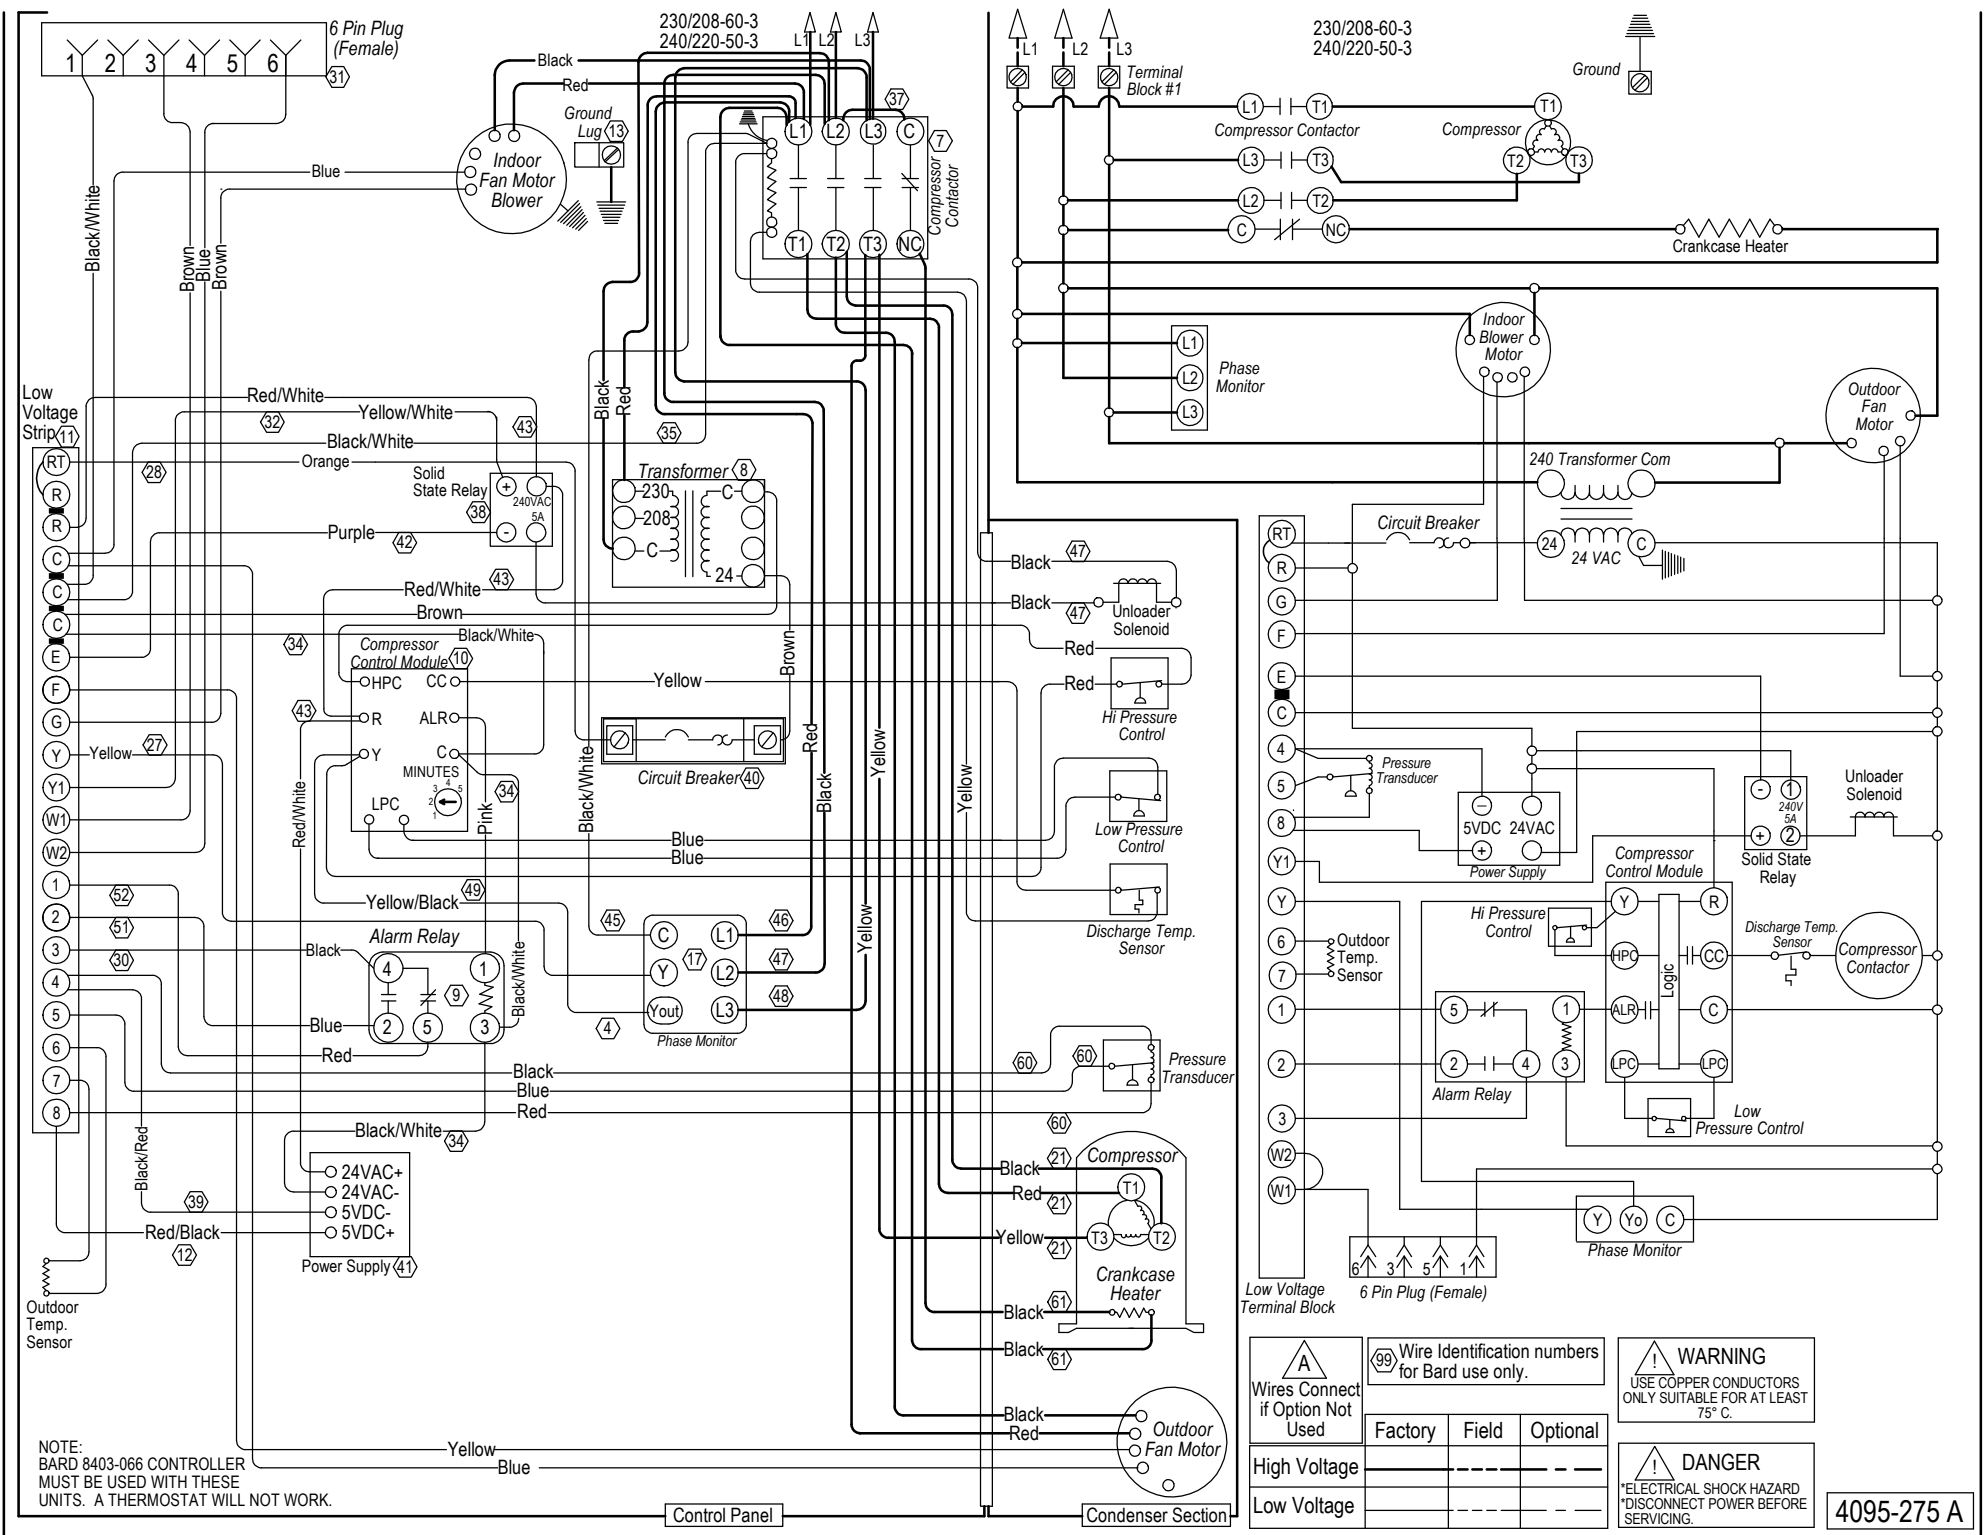 6 Pin Plug
(Female)
1 2 3 4 5 6
31
230/208-60-3
240/220-50-3
L1 L2 L3
Black
Red
Ground
Lug 13
Indoor
Fan Motor
Blower
Blue
Black/White
Brown
Blue
Brown
37
L1 L2 L3 C
7
Compressor
Contactor
T1 T2 T3 NC
Low
Voltage
Strip 11
RT
R
R
C
C
C
E
F
G
Y
Y1
W1
W2
1
2
3
4
5
6
7
8
Red/White
32
Yellow/White
43
Black/White
35
28
Orange
Solid
State Relay
38
+
240VAC
5A
-
Purple 42
Red/White 43
Brown
34
Black/White
Black
Red
Transformer 8
230
208
C
C
24
Brown
Compressor
Control Module 10
HPC CC
43
R ALR
Y C
MINUTES
1 2 3 4 5
LPC
34
Pink
Yellow
Yellow 27
Circuit Breaker 40
Red/White
Black/White
Red
Black
Yellow
Yellow
Yellow
Blue
Blue
49
Yellow/Black
45
46
47
48
4
C L1
Y 17 L2
Yout L3
Phase Monitor
52
51
30
Alarm Relay
Black
4 1
9
2 5 3
Blue
Red
Black/White
Black
Blue
Red
Black/White 34
Black/Red
39
Red/Black
12
24VAC+
24VAC-
5VDC-
5VDC+
Power Supply 41
Outdoor
Temp.
Sensor
Black 47
Black 47
Unloader
Solenoid
Red
Red
Hi Pressure
Control
Low Pressure
Control
Discharge Temp.
Sensor
60
60
Pressure
Transducer
60
Compressor
Black 21
Red 21
Yellow 21
T1
T3 T2
Crankcase
Heater
Black 61
Black 61
Black
Red
Outdoor
Fan Motor
Yellow
Blue
NOTE:
BARD 8403-066 CONTROLLER
MUST BE USED WITH THESE
UNITS. A THERMOSTAT WILL NOT WORK.
Control Panel
Condenser Section
L1 L2 L3
Terminal
Block #1
230/208-60-3
240/220-50-3
Ground
L1 T1
Compressor Contactor
Compressor
T1
T2 T3
L3 T3
L2 T2
C NC
Crankcase Heater
Indoor
Blower
Motor
L1
L2
L3
Phase
Monitor
Outdoor
Fan
Motor
240 Transformer Com
Circuit Breaker
24 C
24 VAC
RT
R
G
F
E
C
4
5
8
Y1
Y
6
7
1
2
3
W2
W1
Pressure
Transducer
5VDC 24VAC
+
Power Supply
-
1
240V
5A
+
2
Solid State
Relay
Unloader
Solenoid
Compressor
Control Module
Hi Pressure
Control
Y R
HPC CC
ALR C
LPC LPC
Logic
Discharge Temp.
Sensor
Compressor
Contactor
Outdoor
Temp.
Sensor
5 1
2 4 3
Alarm Relay
Low
Pressure Control
Y Yo C
Phase Monitor
6 3 5 1
6 Pin Plug (Female)
Low Voltage
Terminal Block
A
Wires Connect
if Option Not
Used
99 Wire Identification numbers
for Bard use only.
! WARNING
USE COPPER CONDUCTORS
ONLY SUITABLE FOR AT LEAST
75° C.
Factory Field Optional
High Voltage
Low Voltage
! DANGER
*ELECTRICAL SHOCK HAZARD
*DISCONNECT POWER BEFORE
SERVICING.
4095-275 A